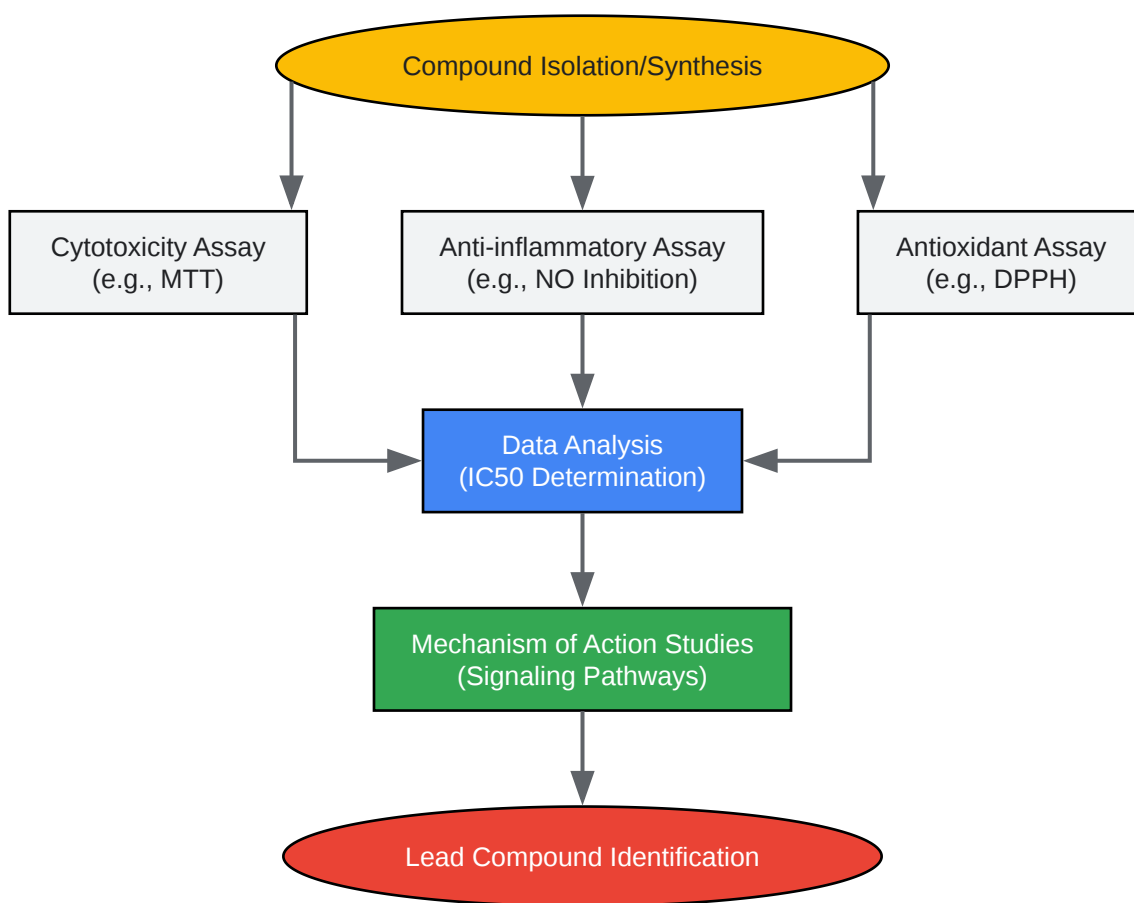 Compound Isolation/Synthesis
Cytotoxicity Assay
(e.g., MTT)
Anti-inflammatory Assay
(e.g., NO Inhibition)
Antioxidant Assay
(e.g., DPPH)
Data Analysis
(IC50 Determination)
Mechanism of Action Studies
(Signaling Pathways)
Lead Compound Identification